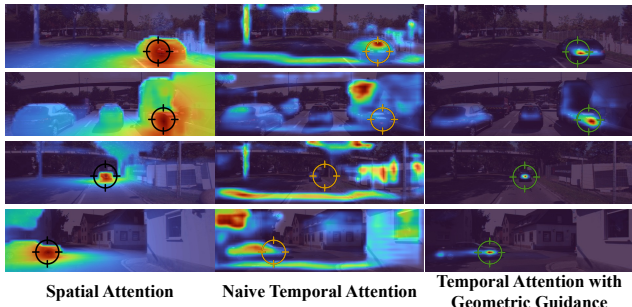 Spatial Attention
Naive Temporal Attention
Temporal Attention with
Geometric Guidance